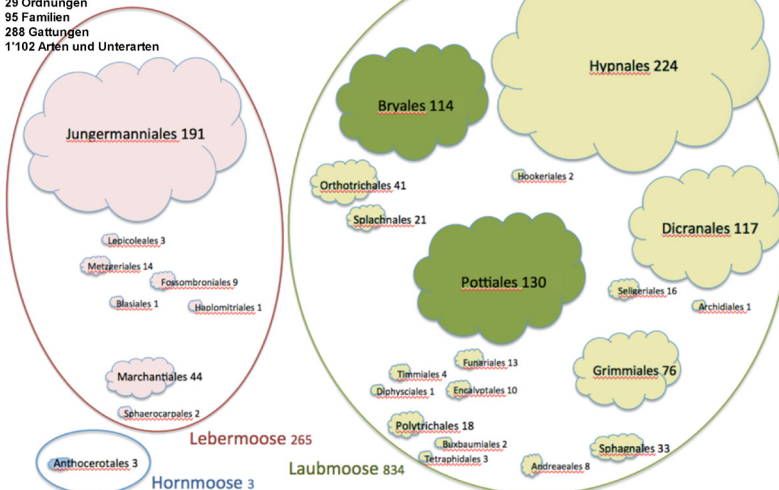 29 Ordnungen
95 Familien
288 Gattungen
1'102 Arten und Unterarten
Jungermanniales 191
Lepicoleales 3
Metzgeriales 14
Fossombroniales 9
Blasiales 1
Haplomitriales 1
Marchantiales 44
Sphaerocarpales 2
Lebermoose 265
Anthocerotales 3
Hornmoose 3
Hypnales 224
Bryales 114
Hookeriales 2
Orthotrichales 41
Splachnales 21
Dicranales 117
Pottiales 130
Seligeriales 16
Archidiales 1
Funariales 13
Timmiales 4
Diphysciales 1
Encalyptales 10
Grimmiales 76
Polytrichales 18
Buxbaumiales 2
Tetraphidales 3
Sphagnales 33
Andreaeales 8
Laubmoose 834